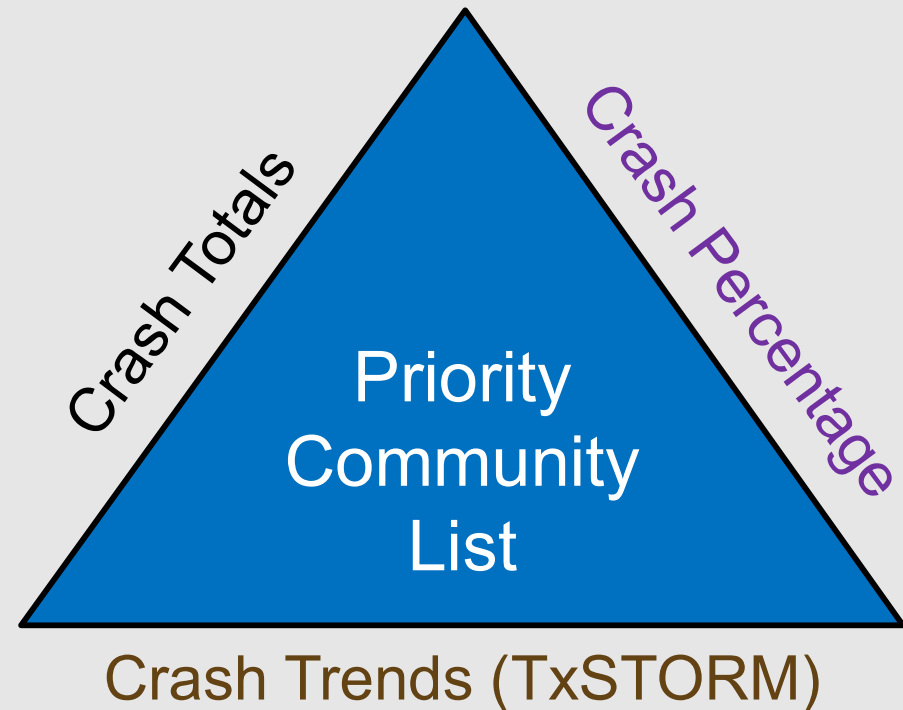 Crash Totals
Crash Percentage
Priority
Community
List
Crash Trends (TxSTORM)